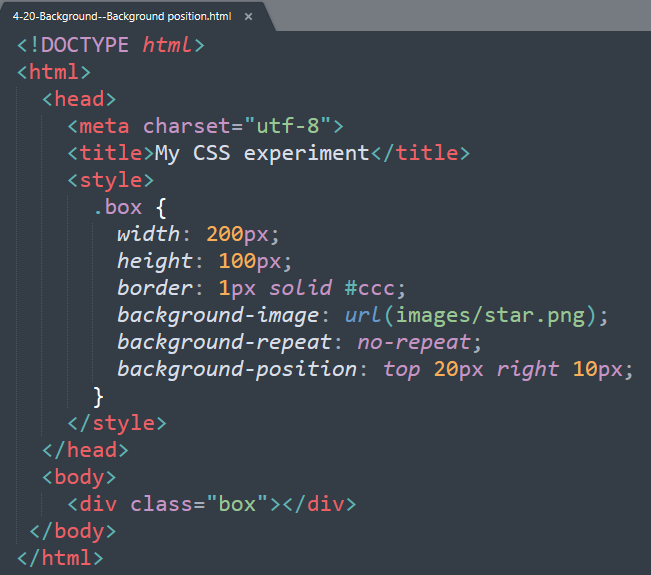 4-20-Background--Background position.html ×
<!DOCTYPE html>
<html>
<head>
<meta charset="utf-8">
<title>My CSS experiment</title>
<style>
.box {
width: 200px;
height: 100px;
border: 1px solid #ccc;
background-image: url(images/star.png);
background-repeat: no-repeat;
background-position: top 20px right 10px;
}
</style>
</head>
<body>
<div class="box"></div>
</body>
</html>